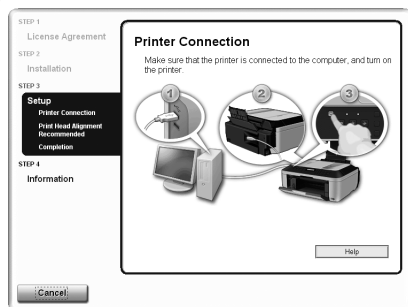 STEP 1
License Agreement
STEP 2
Installation
STEP 3
Setup
Printer Connection
Print Head Alignment
Recommended
Completion
STEP 4
Information
Printer Connection
Make sure that the printer is connected to the computer, and turn on
the printer.
1
2
3
Help
Cancel